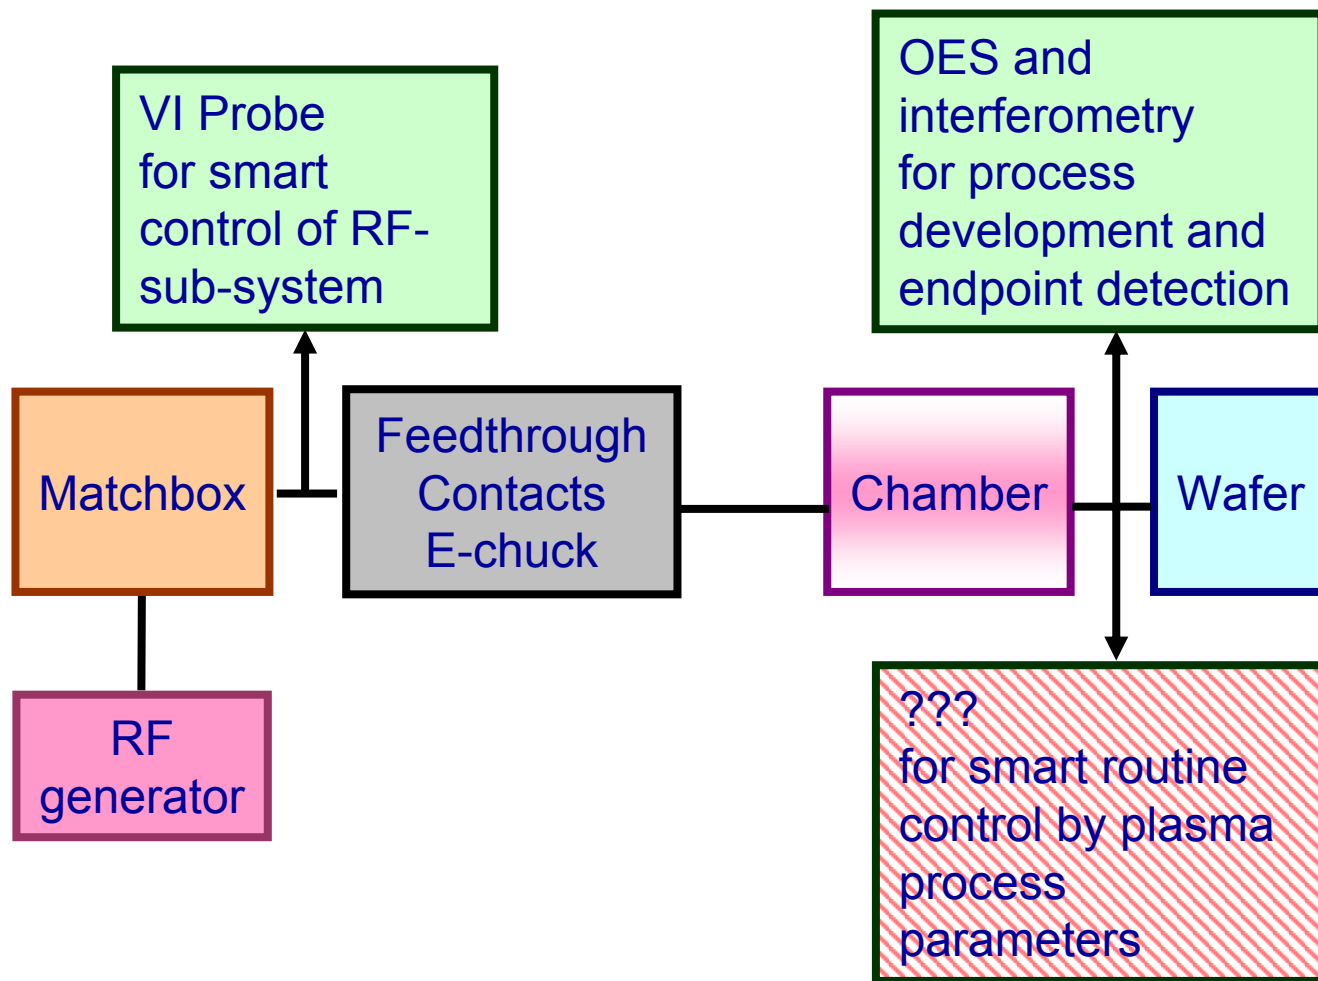 VI Probe
for smart
control of RF-
sub-system
OES and
interferometry
for process
development and
endpoint detection
Matchbox
Feedthrough
Contacts
E-chuck
Chamber
Wafer
RF
generator
???
for smart routine
control by plasma
process
parameters